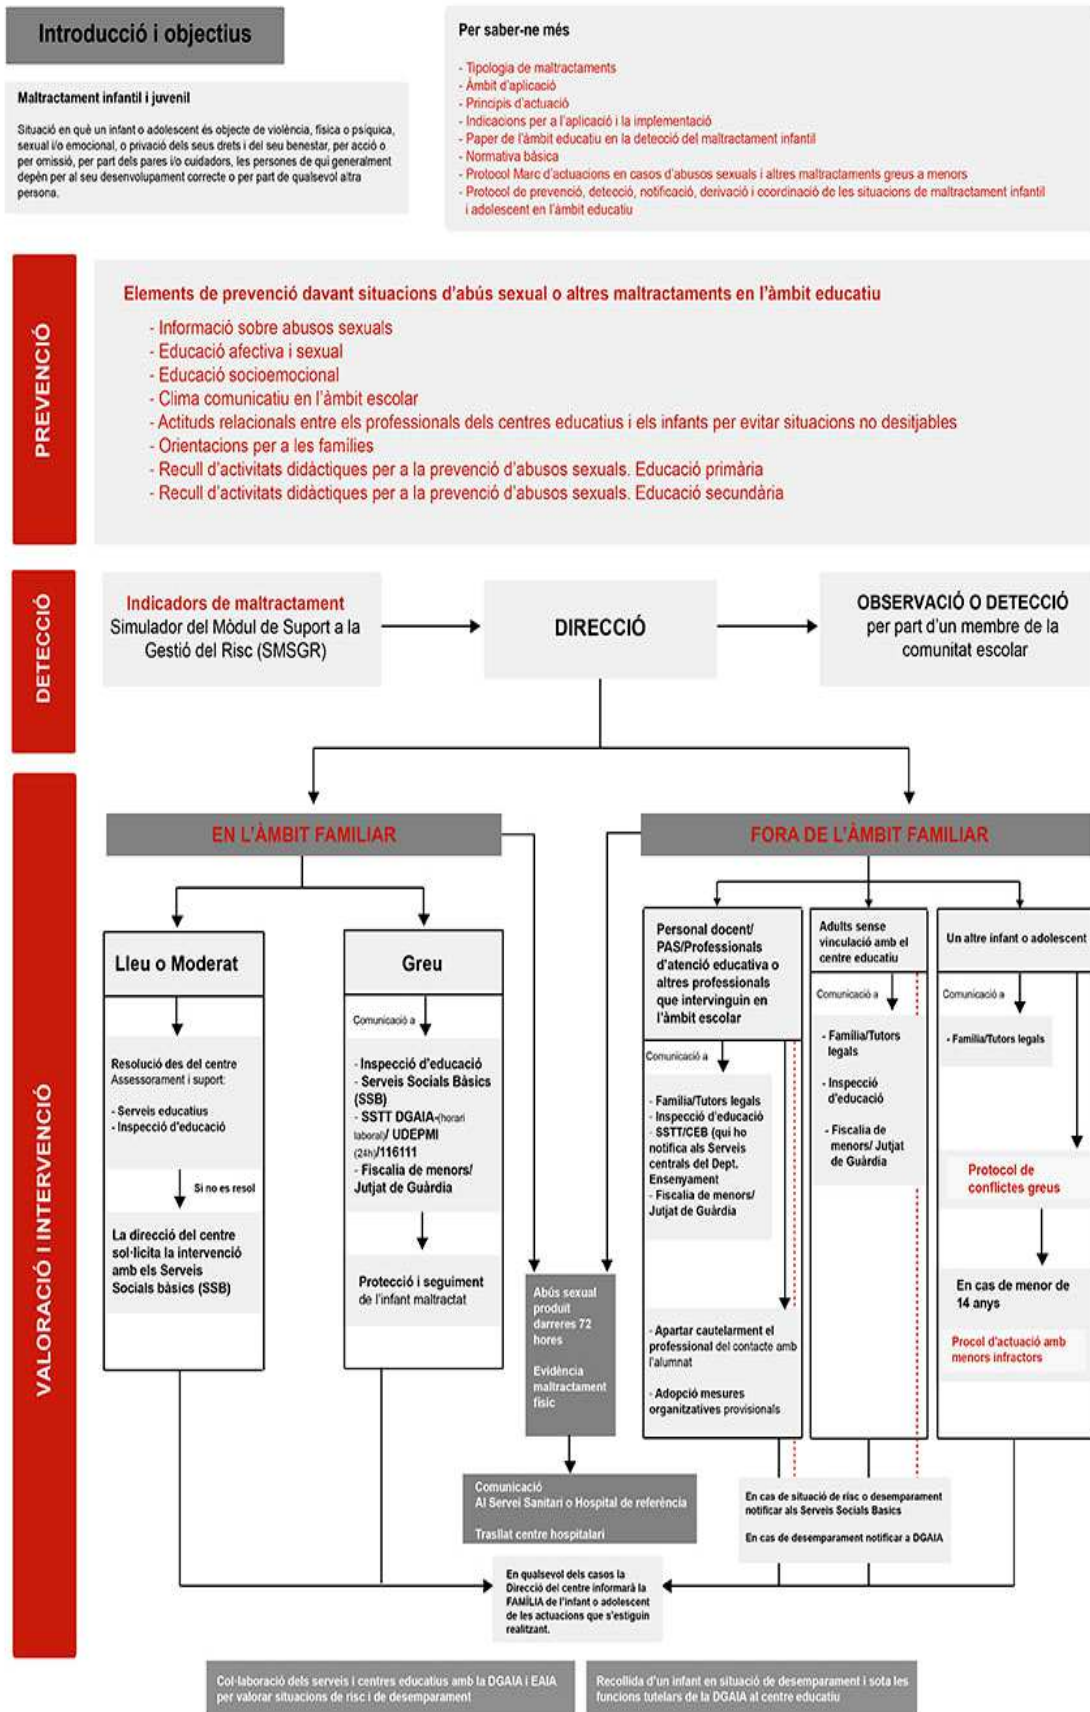 Introducció i objectius
Maltractament infantil i juvenil
Situació en què un infant o adolescent és objecte de violència, física o psíquica,
sexual i/o emocional, o privació dels seus drets i del seu benestar, per acció o
per omissió, per part dels pares i/o cuidadors, les persones de qui generalment
depèn per al seu desenvolupament correcte o per part de qualsevol altra
persona.
Per saber-ne més
- Tipologia de maltractaments
- Àmbit d'aplicació
- Principis d'actuació
- Indicacions per a l'aplicació i la implementació
- Paper de l'àmbit educatiu en la detecció del maltractament infantil
- Normativa bàsica
- Protocol Marc d'actuacions en casos d'abusos sexuals i altres maltractaments greus a menors
- Protocol de prevenció, detecció, notificació, derivació i coordinació de les situacions de maltractament infantil
i adolescent en l'àmbit educatiu
PREVENCIÓ
Elements de prevenció davant situacions d'abús sexual o altres maltractaments en l'àmbit educatiu
- Informació sobre abusos sexuals
- Educació afectiva i sexual
- Educació socioemocional
- Clima comunicatiu en l'àmbit escolar
- Actituds relacionals entre els professionals dels centres educatius i els infants per evitar situacions no desitjables
- Orientacions per a les families
- Recull d'activitats didàctiques per a la prevenció d'abusos sexuals. Educació primària
- Recull d'activitats didàctiques per a la prevenció d'abusos sexuals. Educació secundària
DETECCIÓ
Indicadors de maltractament
Simulador del Mòdul de Suport a la
Gestió del Risc (SMSGR)
DIRECCIÓ
OBSERVACIÓ O DETECCIÓ
per part d'un membre de la
comunitat escolar
VALORACIÓ I INTERVENCIÓ
EN L'ÀMBIT FAMILIAR
Lleu o Moderat
Resolució des del centre
Assessorament i suport:
- Serveis educatius
- Inspecció d'educació
Si no es resol
La direcció del centre
sol·licita la intervenció
amb els Serveis
Socials bàsics (SSB)
Greu
Comunicació a
- Inspecció d'educació
- Serveis Socials Bàsics
(SSB)
- SSTT DGAIA-(horari
laboral)/ UDEPMI
(24h)/116111
- Fiscalia de menors/
Jutjat de Guàrdia
Protecció i seguiment
de l'infant maltractat
Abús sexual
produït
darreres 72
hores
Evidència
maltractament
físic
Comunicació
Al Servei Sanitari o Hospital de referència
Trasllat centre hospitalari
FORA DE L'ÀMBIT FAMILIAR
Personal docent/
PAS/Professionals
d'atenció educativa o
altres professionals
que intervinguin en
l'àmbit escolar
Comunicació a
- Família/Tutors legals
- Inspecció d'educació
- SSTT/CEB (qui ho
notifica als Serveis
centrals del Dept.
Ensenyament
- Fiscalia de menors/
Jutjat de Guàrdia
- Apartar cautelarment el
professional del contacte amb
l'alumnat
- Adopció mesures
organitzatives provisionals
Adults sense
vinculació amb el
centre educatiu
Comunicació a
- Família/Tutors
legals
- Inspecció
d'educació
- Fiscalia de
menors/ Jutjat
de Guàrdia
Un altre infant o adolescent
Comunicació a
- Família/Tutors legals
Protocol de
conflictes greus
En cas de menor de
14 anys
Procol d'actuació amb
menors infractors
En cas de situació de risc o desemparament
notificar als Serveis Socials Basics
En cas de desemparament notificar a DGAIA
En qualsevol dels casos la
Direcció del centre informarà la
FAMÍLIA de l'infant o adolescent
de les actuacions que s'estiguin
realitzant.
Col·laboració dels serveis i centres educatius amb la DGAIA i EAIA
per valorar situacions de risc i de desemparament
Recollida d'un infant en situació de desemparament i sota les
funcions tutelars de la DGAIA al centre educatiu